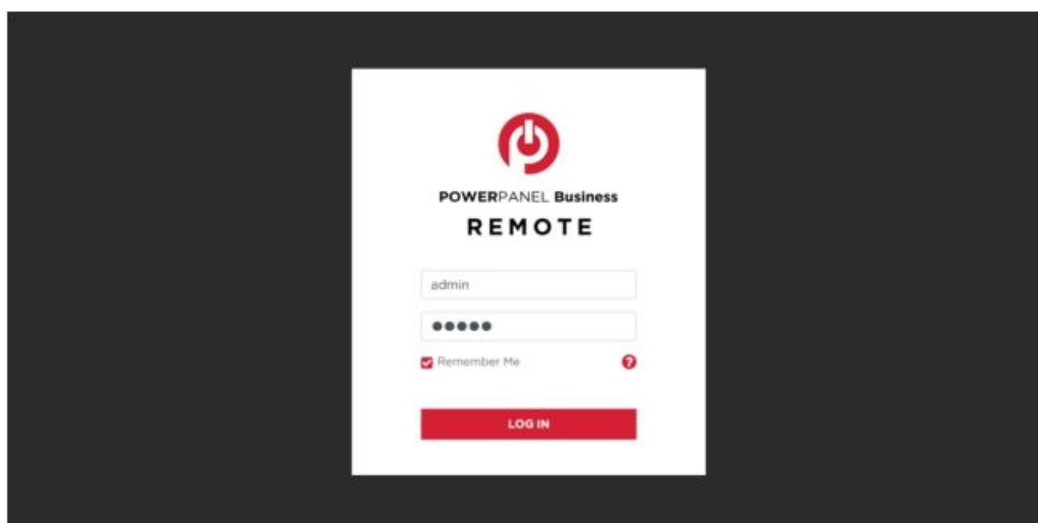 POWERPANEL Business
REMOTE
admin
●●●●●
Remember Me
?
LOG IN